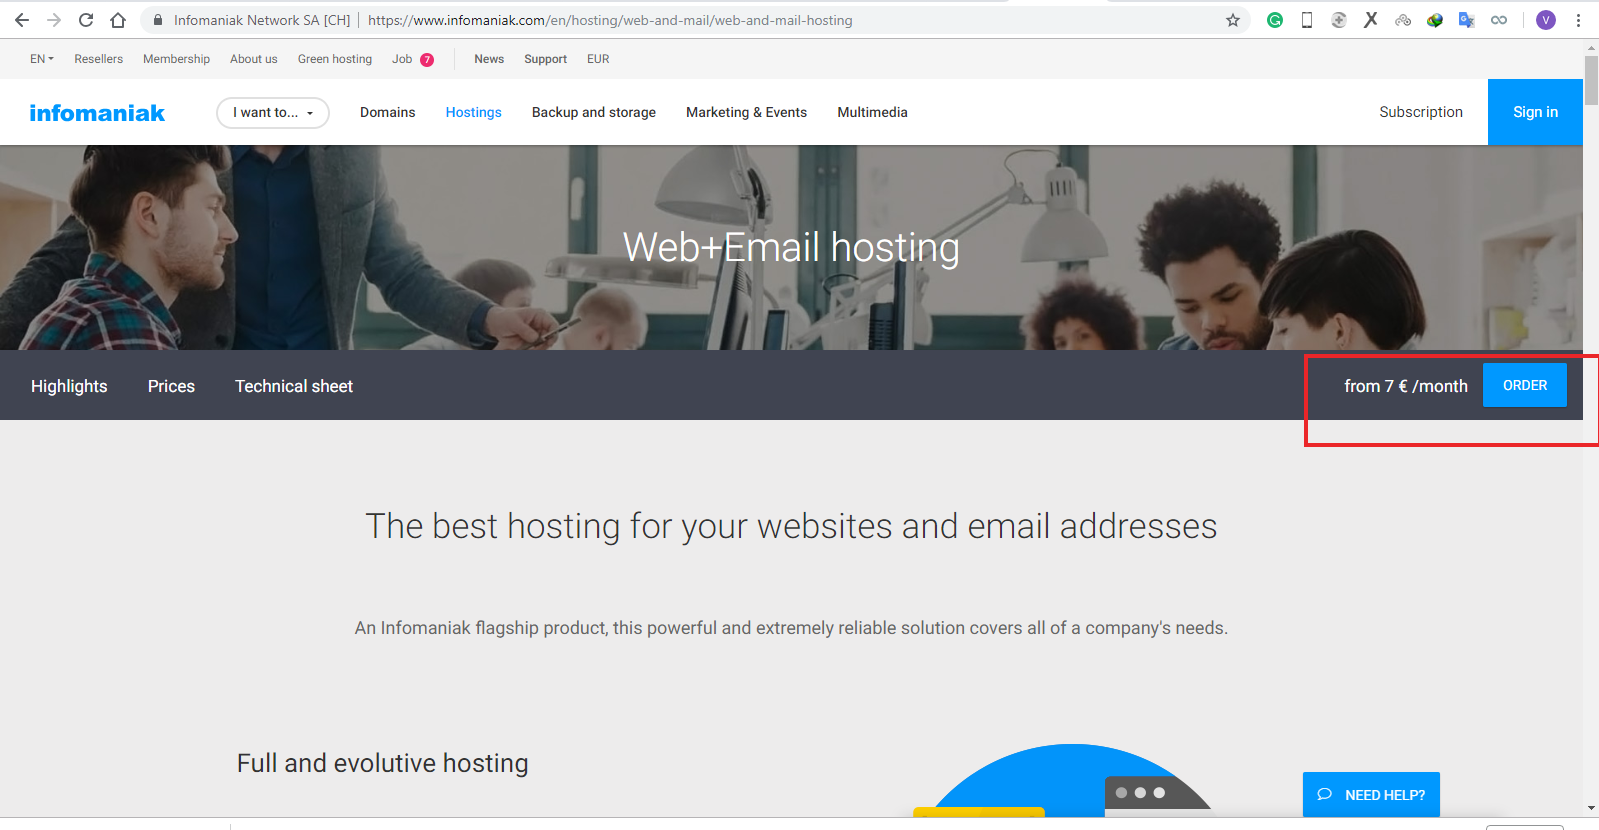 Infomaniak Network SA [CH] | https://www.infomaniak.com/en/hosting/web-and-mail/web-and-mail-hosting
V
EN Resellers Membership About us Green hosting Job 7 News Support EUR
infomaniak I want to... Domains Hostings Backup and storage Marketing & Events Multimedia Subscription Sign in
Web+Email hosting
Highlights Prices Technical sheet from 7 € /month ORDER
The best hosting for your websites and email addresses
An Infomaniak flagship product, this powerful and extremely reliable solution covers all of a company's needs.
Full and evolutive hosting
NEED HELP?